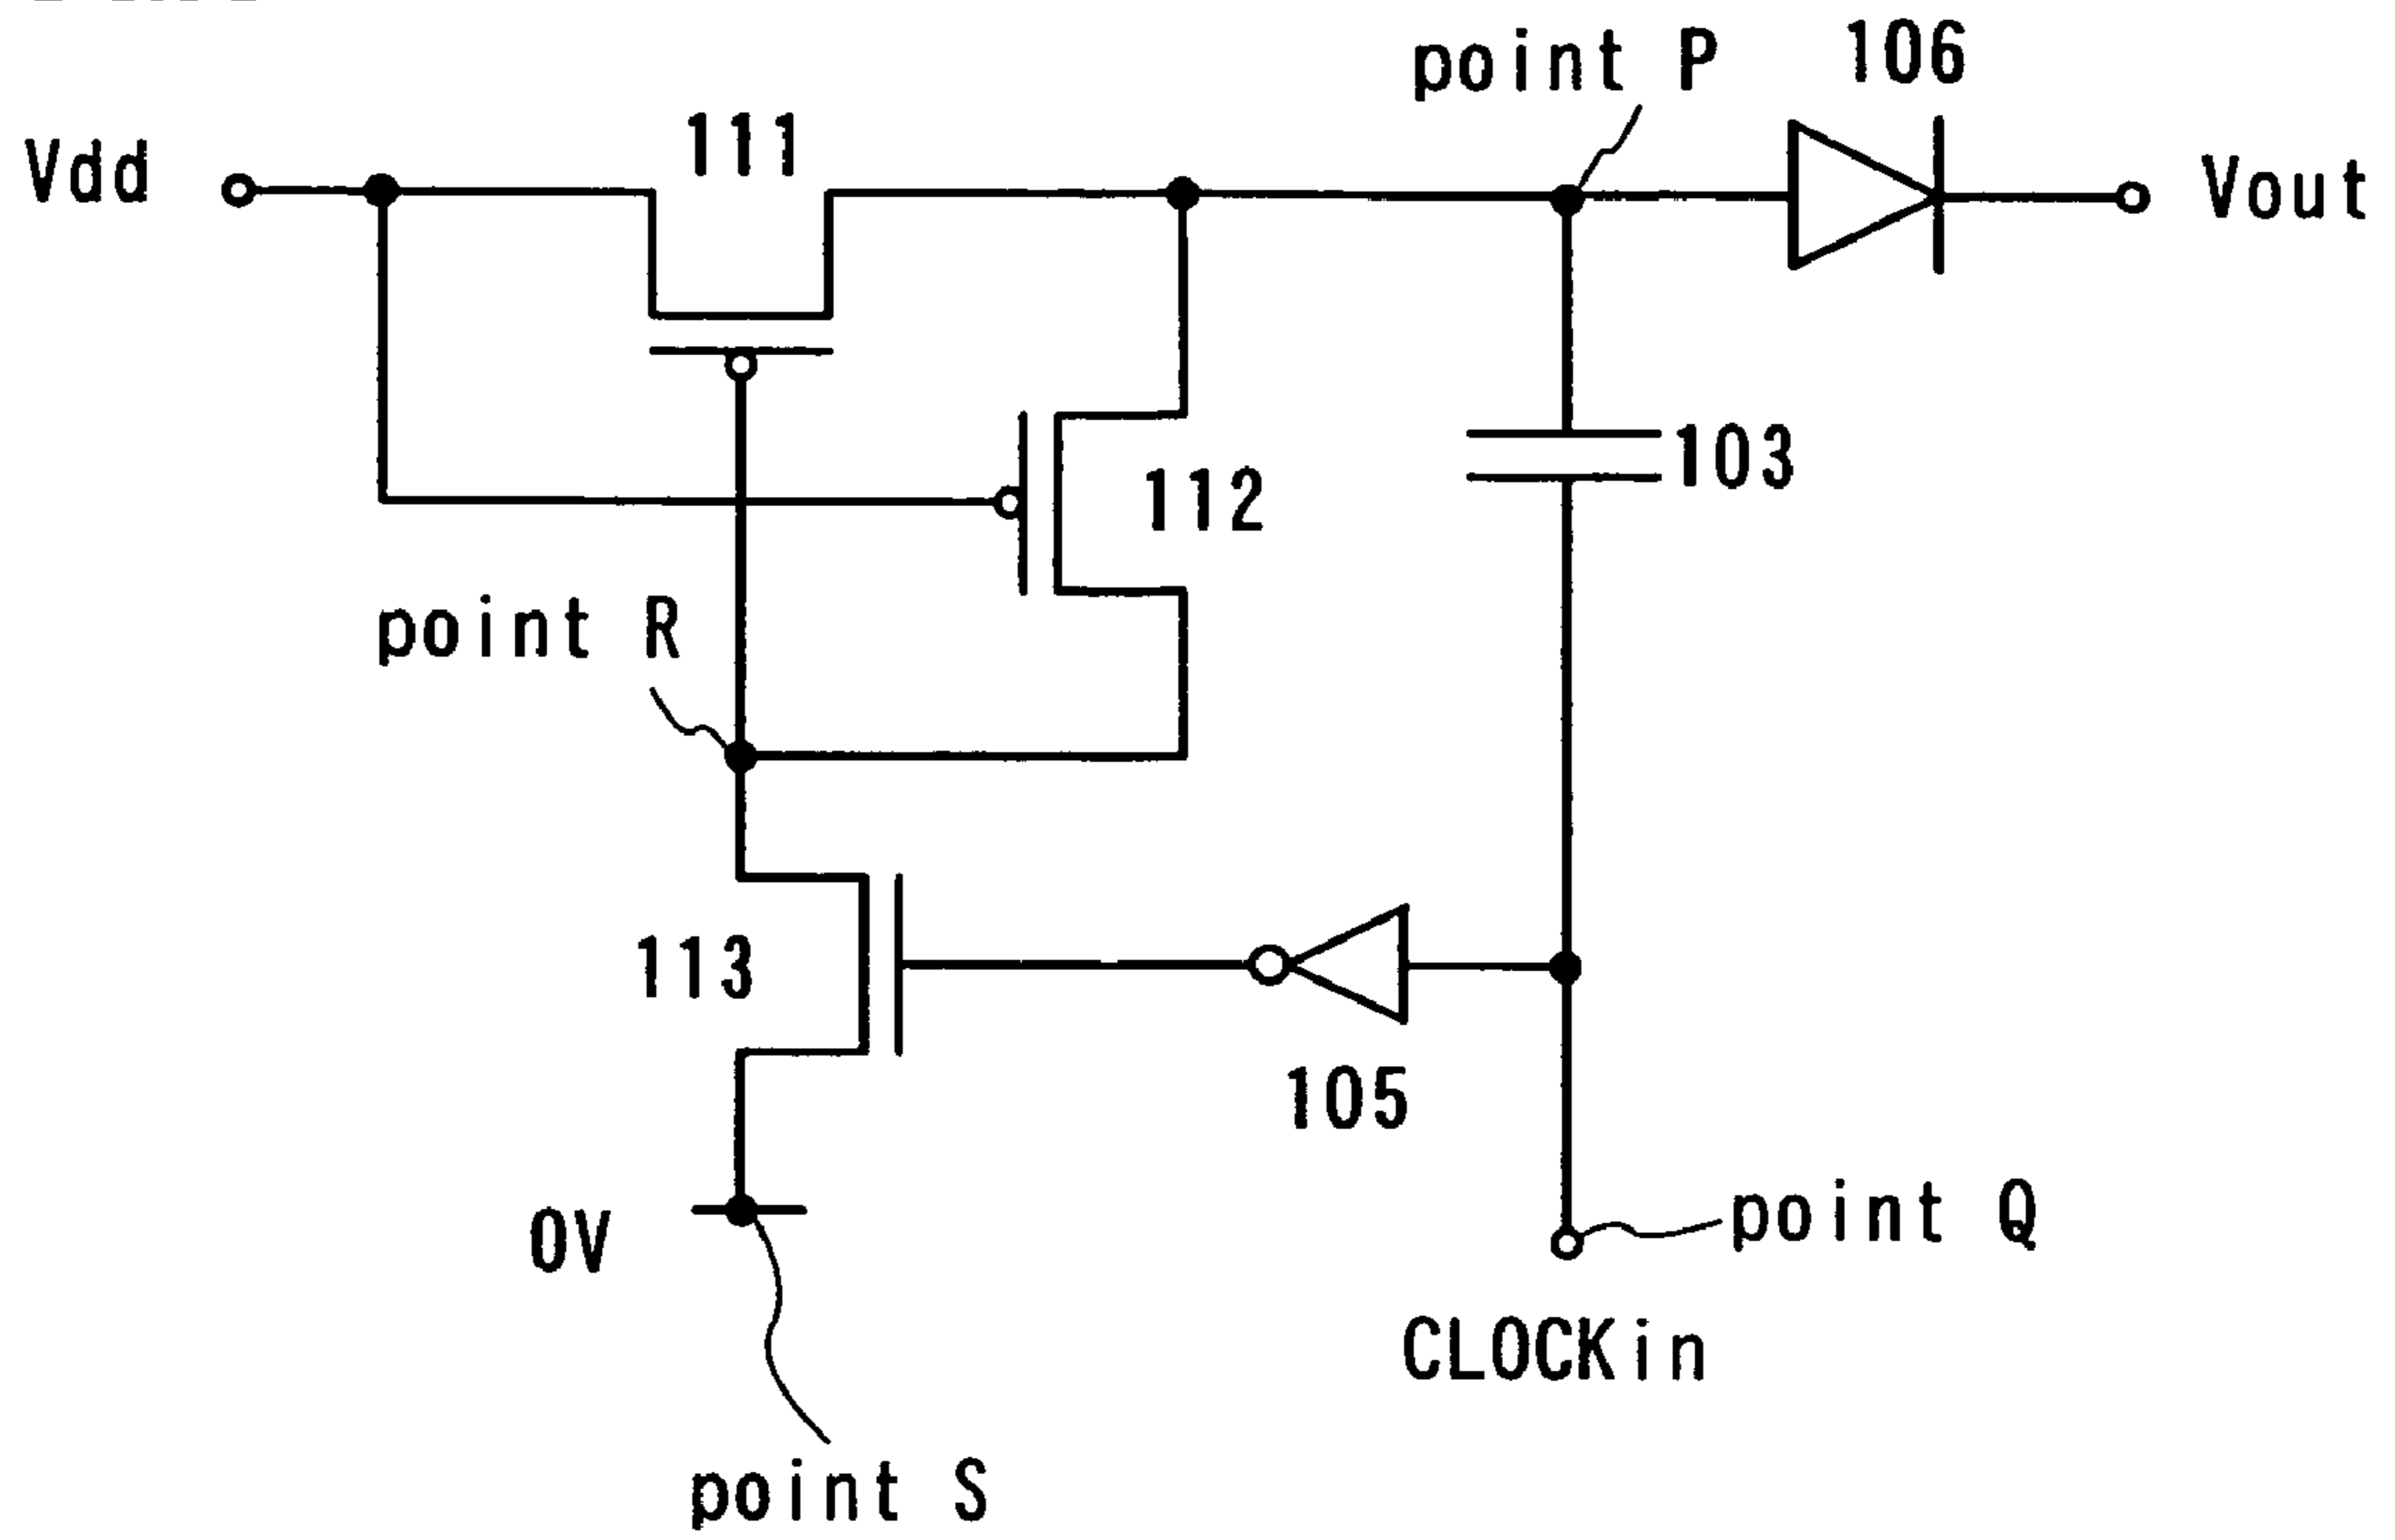 point P
106
111
Vdd
Vout
103
112
point R
113
105
0V
point Q
CLOCKin
point S